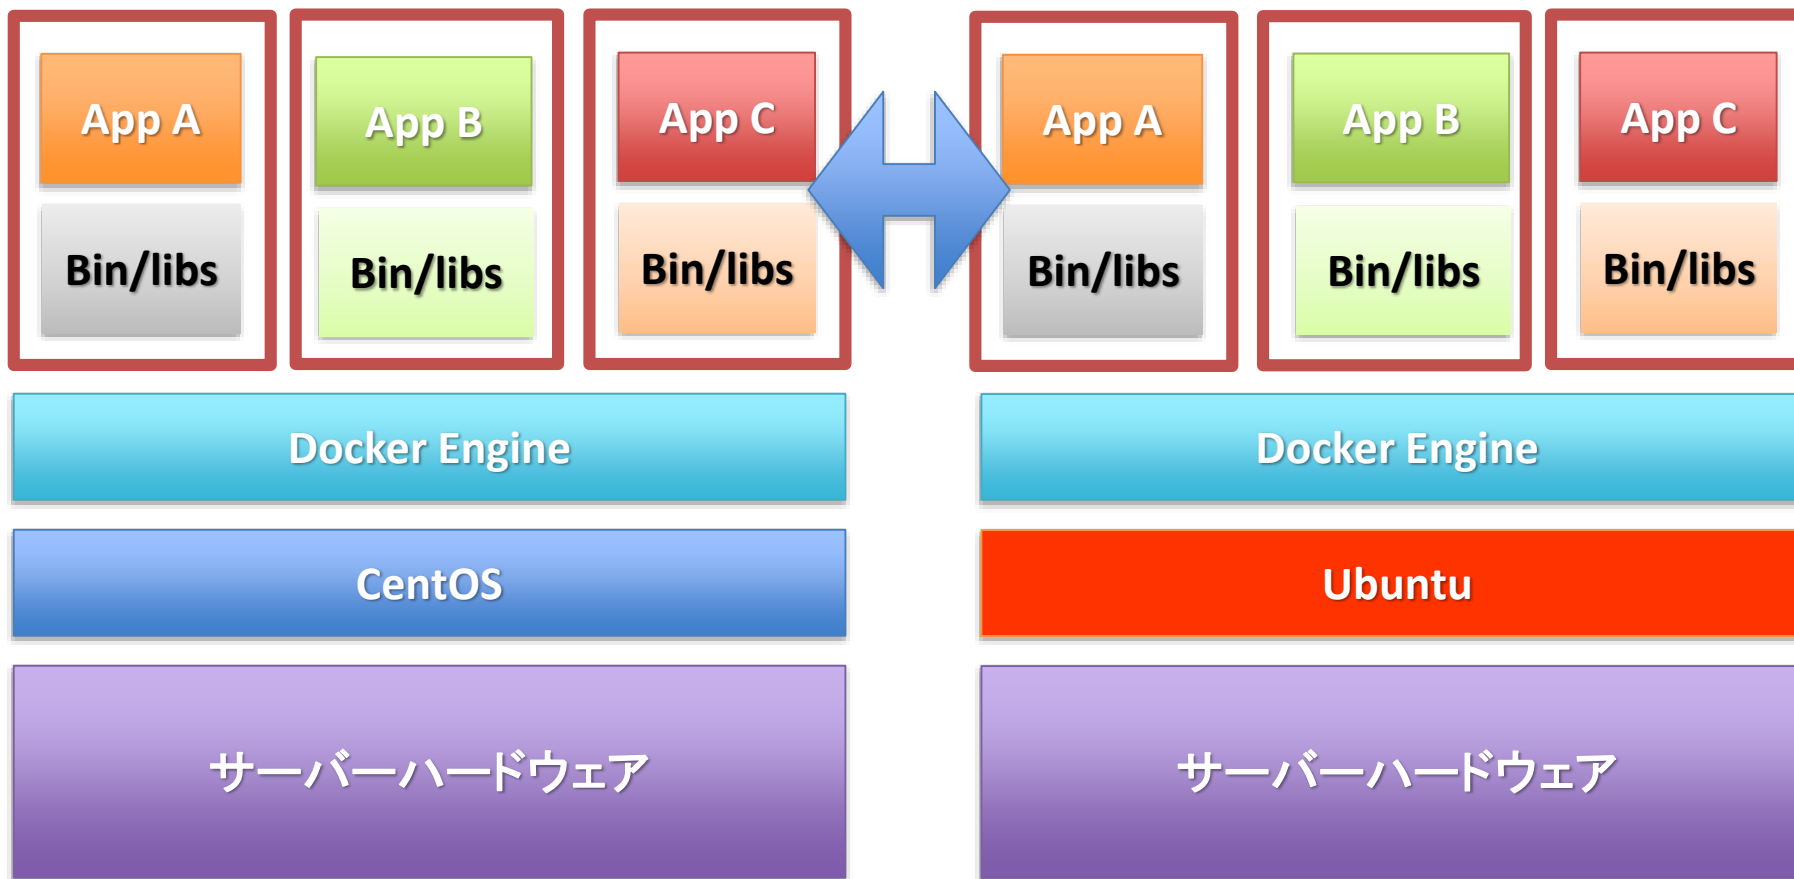 App A
Bin/libs
App B
Bin/libs
App C
Bin/libs
Docker Engine
CentOS
サーバーハードウェア
App A
Bin/libs
App B
Bin/libs
App C
Bin/libs
Docker Engine
Ubuntu
サーバーハードウェア